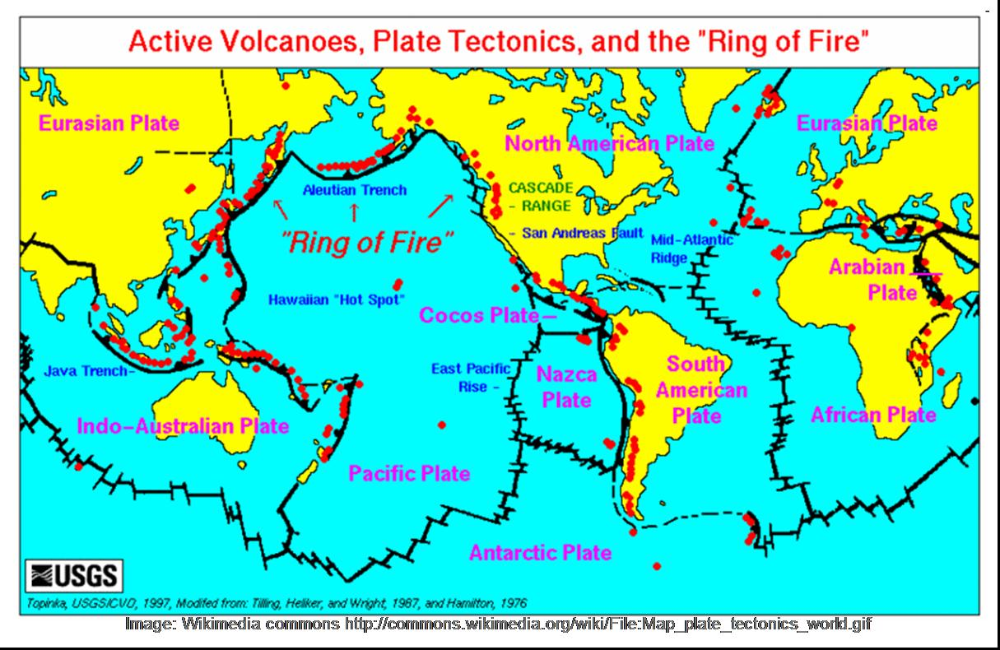 Active Volcanoes, Plate Tectonics, and the "Ring of Fire"
Eurasian Plate
Eurasian Plate
North American Plate
Aleutian Trench
CASCADE
- RANGE
"Ring of Fire"
- San Andreas Fault
Mid-Atlantic
Ridge
Arabian
Plate
Hawaiian "Hot Spot"
Cocos Plate
Java Trench-
East Pacific
Rise -
Nazca
Plate
South
American
Plate
African Plate
Indo-Australian Plate
Pacific Plate
Antarctic Plate
USGS
Topinka, USGS/CVO, 1997, Modifed from: Tilling, Heliker, and Wright, 1987, and Hamilton, 1976
Image: Wikimedia commons http://commons.wikimedia.org/wiki/File:Map_plate_tectonics_world.gif